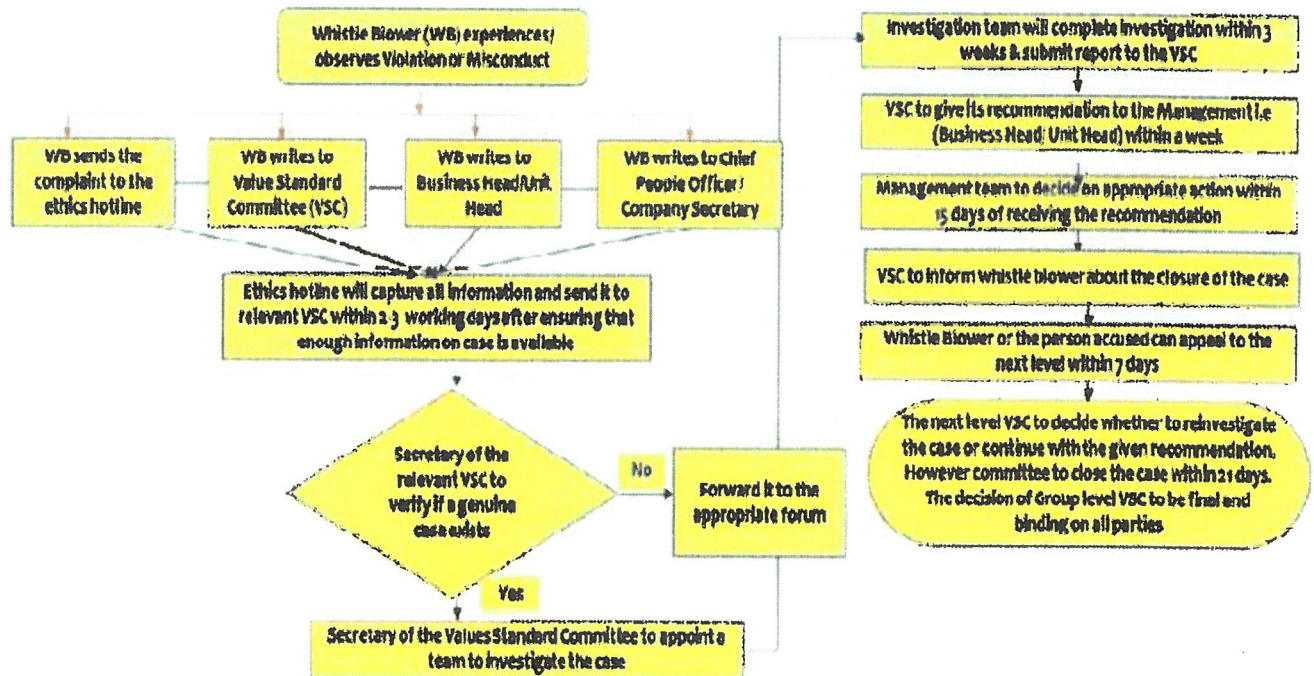 Whistle Blower (WB) experiences/
observes Violation or Misconduct
WB sends the
complaint to the
ethics hotline
WB writes to
Value Standard
Committee (VSC)
WB writes to
Business Head/Unit
Head
WB writes to Chief
People Officer/
Company Secretary
Ethics hotline will capture all information and send it to
relevant VSC within 2-3 working days after ensuring that
enough information on case is available
Secretary of the
relevant VSC to
verify if a genuine
case exists
No
Forward it to the
appropriate forum
Yes
Secretary of the Values Standard Committee to appoint a
team to investigate the case
Investigation team will complete investigation within 3
weeks & submit report to the VSC
VSC to give its recommendation to the Management i.e
(Business Head/ Unit Head) within a week
Management team to decide on appropriate action within
15 days of receiving the recommendation
VSC to inform whistle blower about the closure of the case
Whistle Blower or the person accused can appeal to the
next level within 7 days
The next level VSC to decide whether to reinvestigate
the case or continue with the given recommendation.
However committee to close the case within 21 days.
The decision of Group level VSC to be final and
binding on all parties